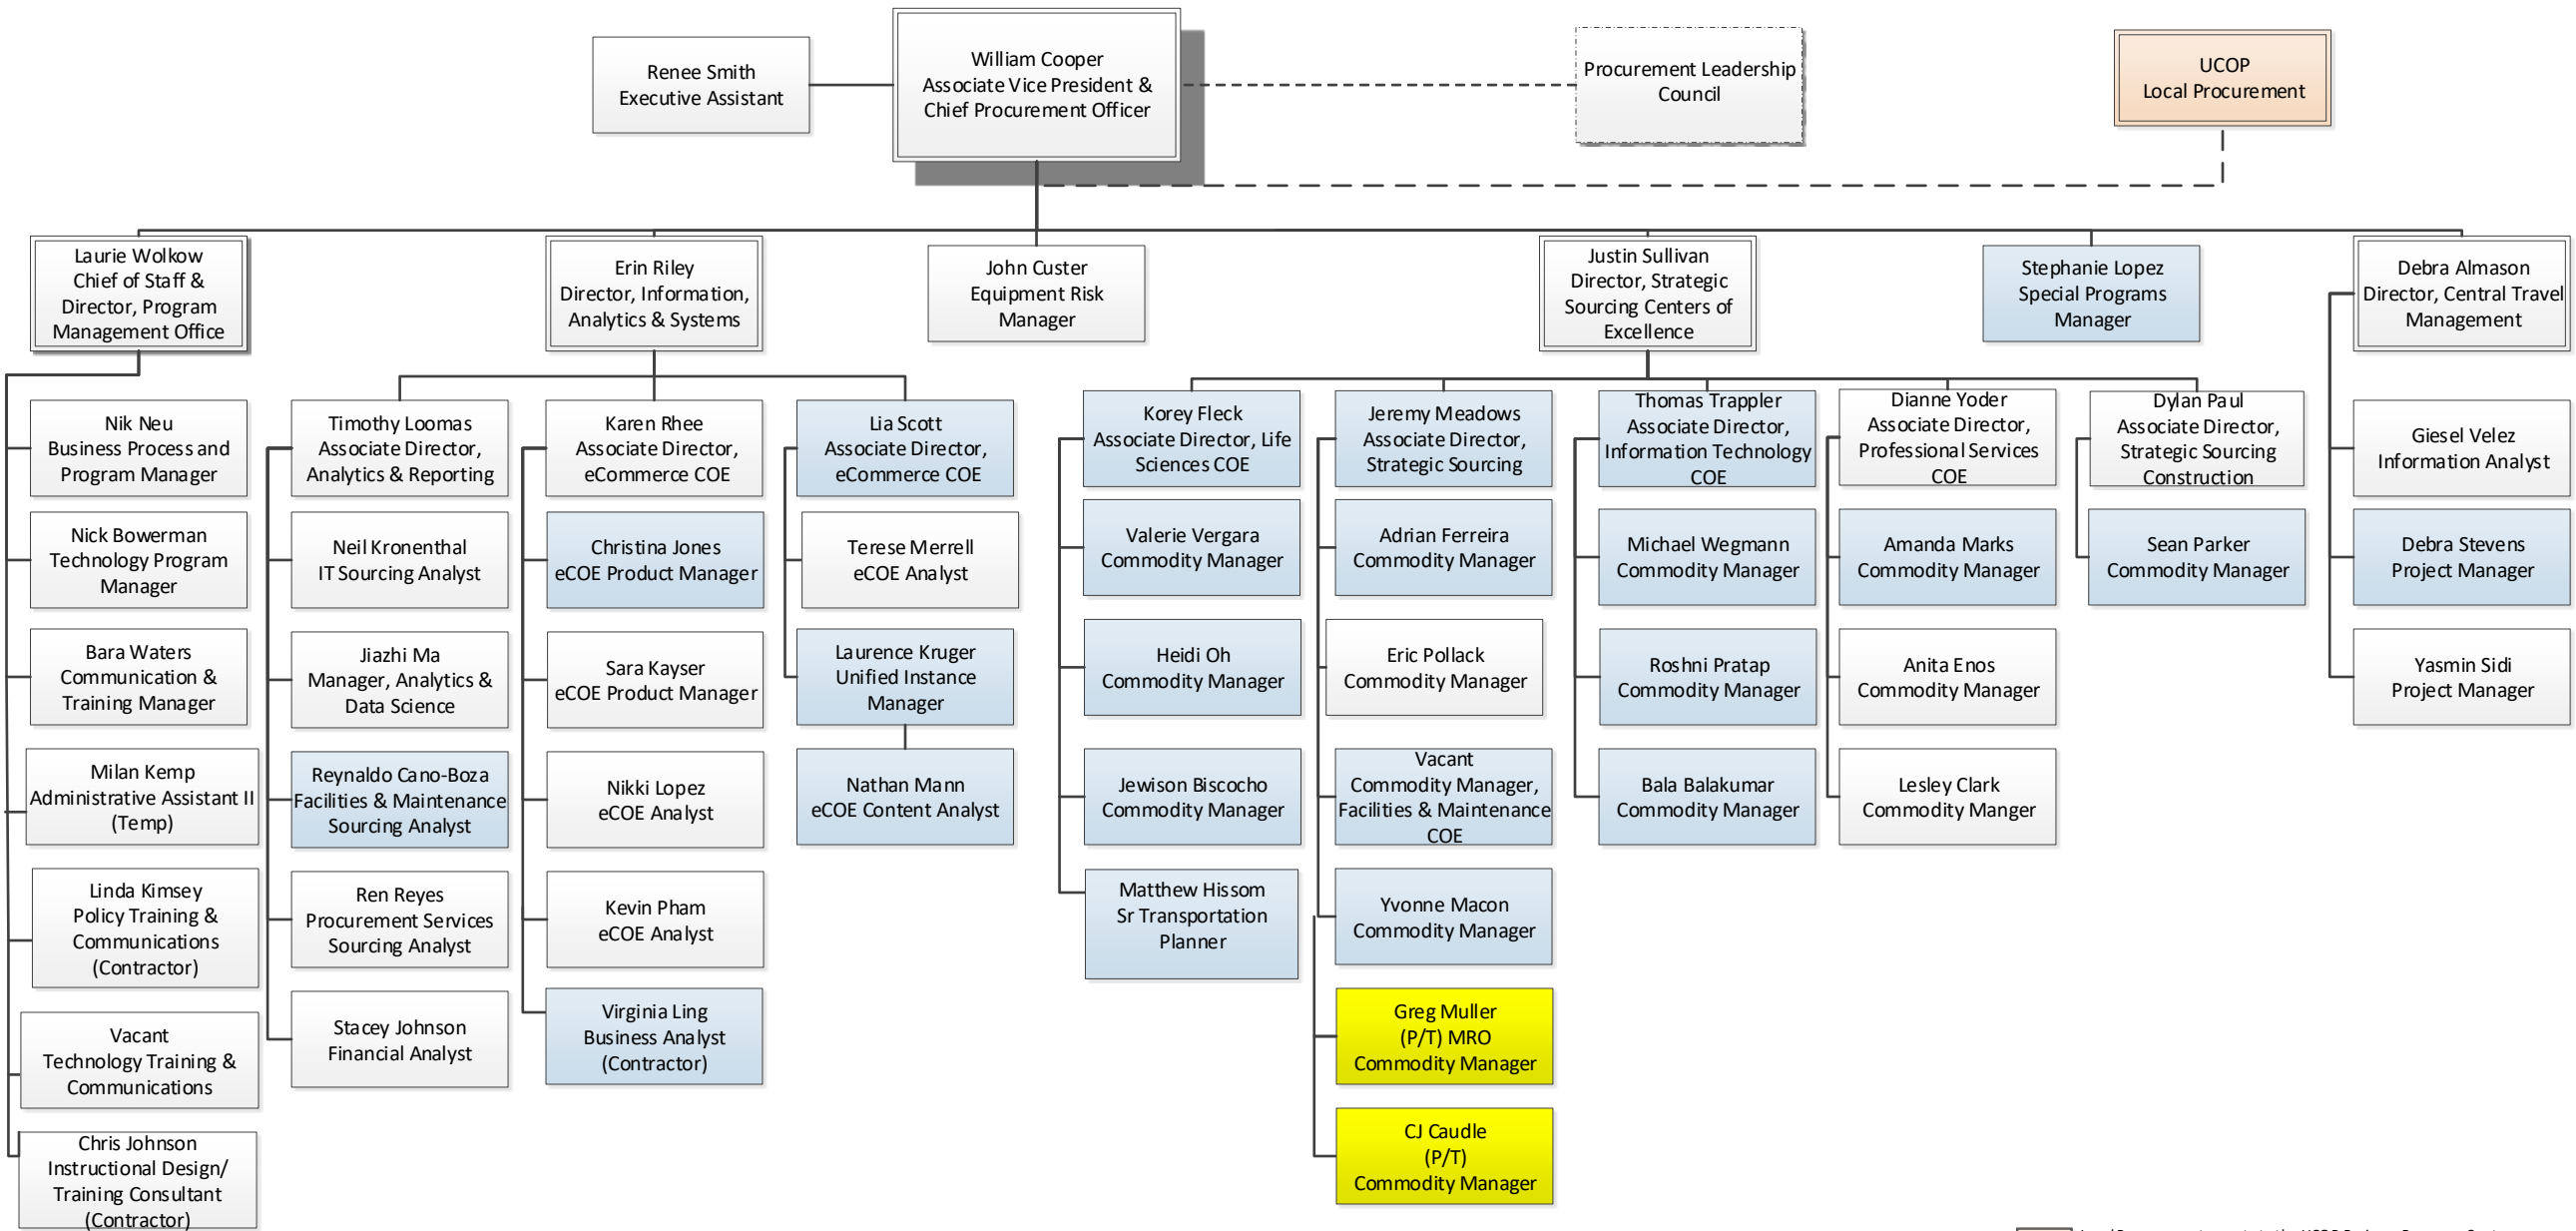 Renee Smith
Executive Assistant
William Cooper
Associate Vice President &
Chief Procurement Officer
Procurement Leadership
Council
UCOP
Local Procurement
Laurie Wolkow
Chief of Staff &
Director, Program
Management Office
Erin Riley
Director, Information,
Analytics & Systems
John Custer
Equipment Risk
Manager
Justin Sullivan
Director, Strategic
Sourcing Centers of
Excellence
Stephanie Lopez
Special Programs
Manager
Debra Almason
Director, Central Travel
Management
Nik Neu
Business Process and
Program Manager
Nick Bowerman
Technology Program
Manager
Bara Waters
Communication &
Training Manager
Milan Kemp
Administrative Assistant II
(Temp)
Linda Kimsey
Policy Training &
Communications
(Contractor)
Vacant
Technology Training &
Communications
Chris Johnson
Instructional Design/
Training Consultant
(Contractor)
Timothy Loomas
Associate Director,
Analytics & Reporting
Neil Kronenthal
IT Sourcing Analyst
Jiazhi Ma
Manager, Analytics &
Data Science
Reynaldo Cano-Boza
Facilities & Maintenance
Sourcing Analyst
Ren Reyes
Procurement Services
Sourcing Analyst
Stacey Johnson
Financial Analyst
Karen Rhee
Associate Director,
eCommerce COE
Christina Jones
eCOE Product Manager
Sara Kayser
eCOE Product Manager
Nikki Lopez
eCOE Analyst
Kevin Pham
eCOE Analyst
Virginia Ling
Business Analyst
(Contractor)
Lia Scott
Associate Director,
eCommerce COE
Terese Merrell
eCOE Analyst
Laurence Kruger
Unified Instance
Manager
Nathan Mann
eCOE Content Analyst
Korey Fleck
Associate Director, Life
Sciences COE
Valerie Vergara
Commodity Manager
Heidi Oh
Commodity Manager
Jewison Biscocho
Commodity Manager
Matthew Hissom
Sr Transportation
Planner
Jeremy Meadows
Associate Director,
Strategic Sourcing
Adrian Ferreira
Commodity Manager
Eric Pollack
Commodity Manager
Vacant
Commodity Manager,
Facilities & Maintenance
COE
Yvonne Macon
Commodity Manager
Greg Muller
(P/T) MRO
Commodity Manager
CJ Caudle
(P/T)
Commodity Manager
Thomas Trappler
Associate Director,
Information Technology
COE
Michael Wegmann
Commodity Manager
Roshni Pratap
Commodity Manager
Bala Balakumar
Commodity Manager
Dianne Yoder
Associate Director,
Professional Services
COE
Amanda Marks
Commodity Manager
Anita Enos
Commodity Manager
Lesley Clark
Commodity Manger
Dylan Paul
Associate Director,
Strategic Sourcing
Construction
Sean Parker
Commodity Manager
Giesel Velez
Information Analyst
Debra Stevens
Project Manager
Yasmin Sidi
Project Manager